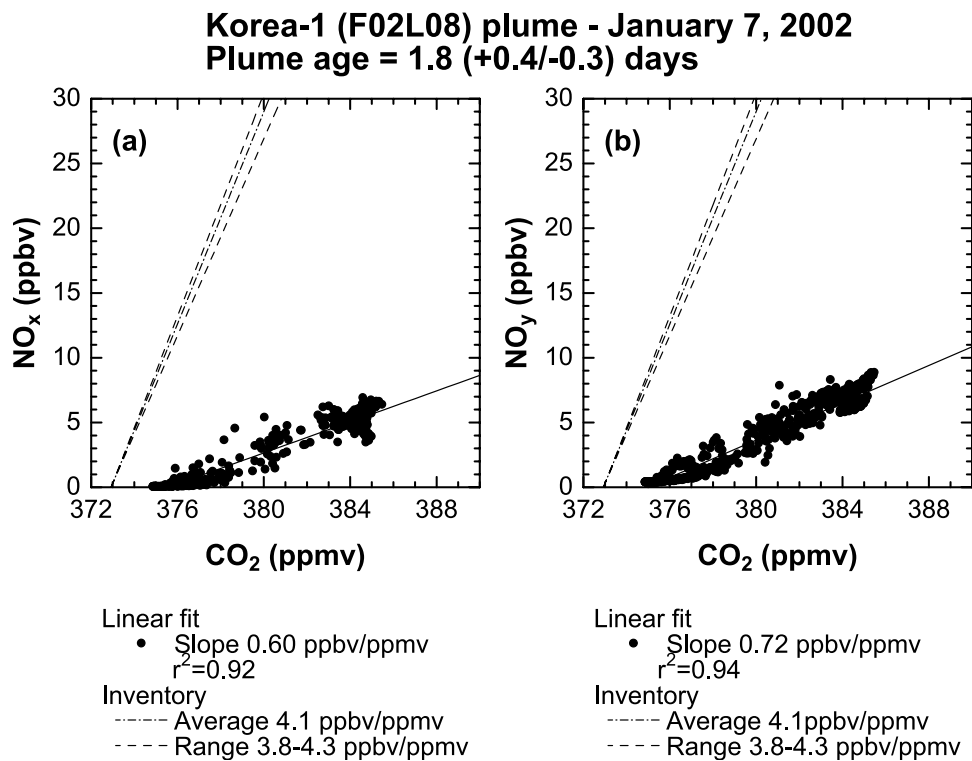 Korea-1 (F02L08) plume - January 7, 2002
Plume age = 1.8 (+0.4/-0.3) days
(a)
30
25
20
15
10
5
0
NOx (ppbv)
372 376 380 384 388
CO2 (ppmv)
Linear fit
Slope 0.60 ppbv/ppmv
r²=0.92
Inventory
Average 4.1 ppbv/ppmv
Range 3.8-4.3 ppbv/ppmv
(b)
30
25
20
15
10
5
0
NOy (ppbv)
372 376 380 384 388
CO2 (ppmv)
Linear fit
Slope 0.72 ppbv/ppmv
r²=0.94
Inventory
Average 4.1ppbv/ppmv
Range 3.8-4.3 ppbv/ppmv